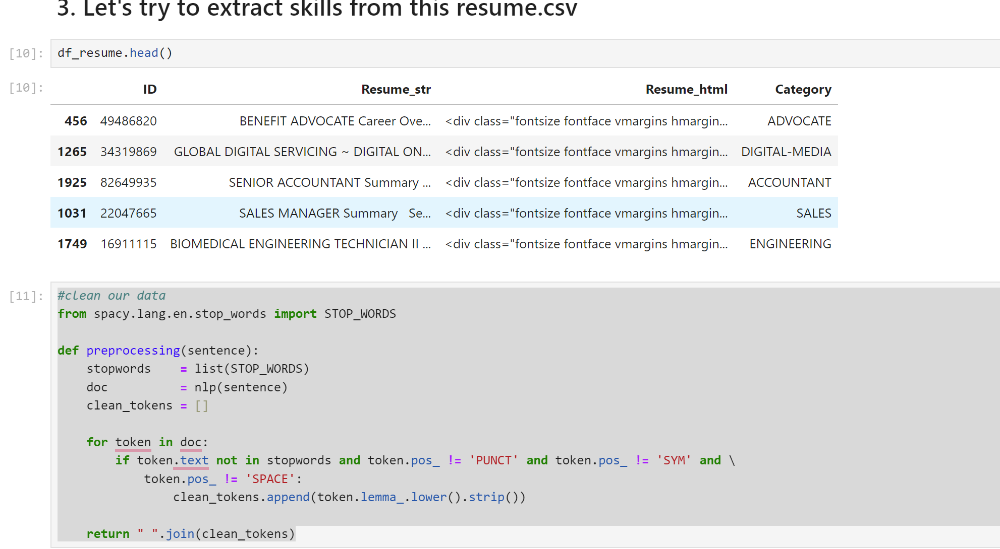 3. Let's try to extract skills from this resume.csv
[10]: df_resume.head()
[10]: ID Resume_str Resume_html Category
456 49486820 BENEFIT ADVOCATE Career Ove... <div class="fontsize fontface vmargins hmargin... ADVOCATE
1265 34319869 GLOBAL DIGITAL SERVICING ~ DIGITAL ON... <div class="fontsize fontface vmargins hmargin... DIGITAL-MEDIA
1925 82649935 SENIOR ACCOUNTANT Summary ... <div class="fontsize fontface vmargins hmargin... ACCOUNTANT
1031 22047665 SALES MANAGER Summary Se... <div class="fontsize fontface vmargins hmargin... SALES
1749 16911115 BIOMEDICAL ENGINEERING TECHNICIAN II ... <div class="fontsize fontface vmargins hmargin... ENGINEERING
[11]: #clean our data
from spacy.lang.en.stop_words import STOP_WORDS
def preprocessing(sentence):
    stopwords    = list(STOP_WORDS)
    doc          = nlp(sentence)
    clean_tokens = []
    for token in doc:
        if token.text not in stopwords and token.pos_ != 'PUNCT' and token.pos_ != 'SYM' and \
            token.pos_ != 'SPACE':
                clean_tokens.append(token.lemma_.lower().strip())
    return " ".join(clean_tokens)